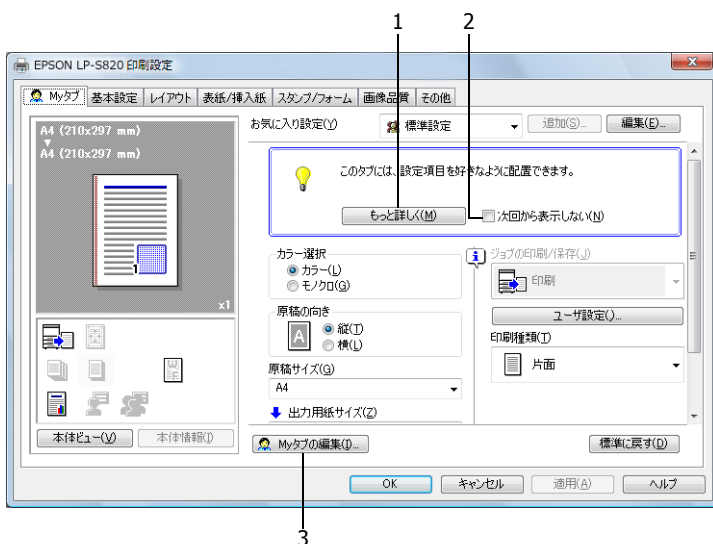 1 2
EPSON LP-S820 印刷設定
Myタブ 基本設定 レイアウト 表紙/挿入紙 スタンプ/フォーム 画像品質 その他
A4 (210x297 mm)
A4 (210x297 mm)
1
x1
本体ビュー(V) 本体情報(I)
お気に入り設定(Y) 標準設定 追加(S)... 編集(E)...
このタブには、設定項目を好きなように配置できます。
もっと詳しく(M) 次回から表示しない(N)
カラー選択
カラー(L)
モノクロ(G)
原稿の向き
A
縦(T)
横(L)
原稿サイズ(G)
A4
出力用紙サイズ(Z)
ジョブの印刷/保存(J)
印刷
ユーザ設定()...
印刷種類(T)
片面
Myタブの編集(I)... 標準に戻す(D)
OK キャンセル 適用(A) ヘルプ
3